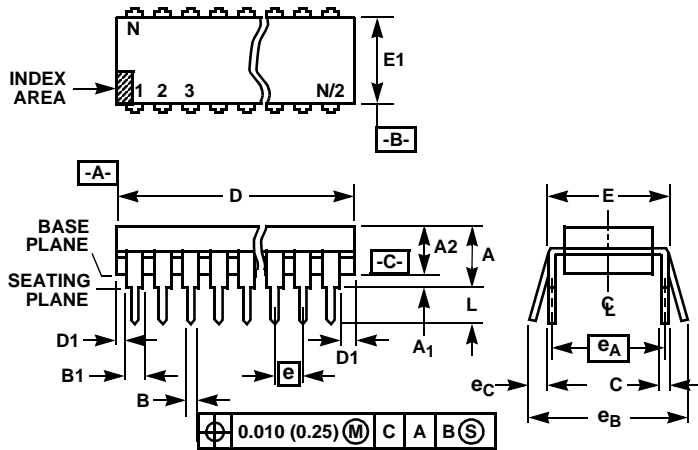 N
E1
INDEX
AREA
1 2 3 N/2
-B-
-A-
D
E
BASE
PLANE
A2
A
-C-
SEATING
PLANE
L
D1
A1
D1
B1
e
eA
B
eC
C
eB
0.010 (0.25) Ⓜ C A B Ⓢ
CL